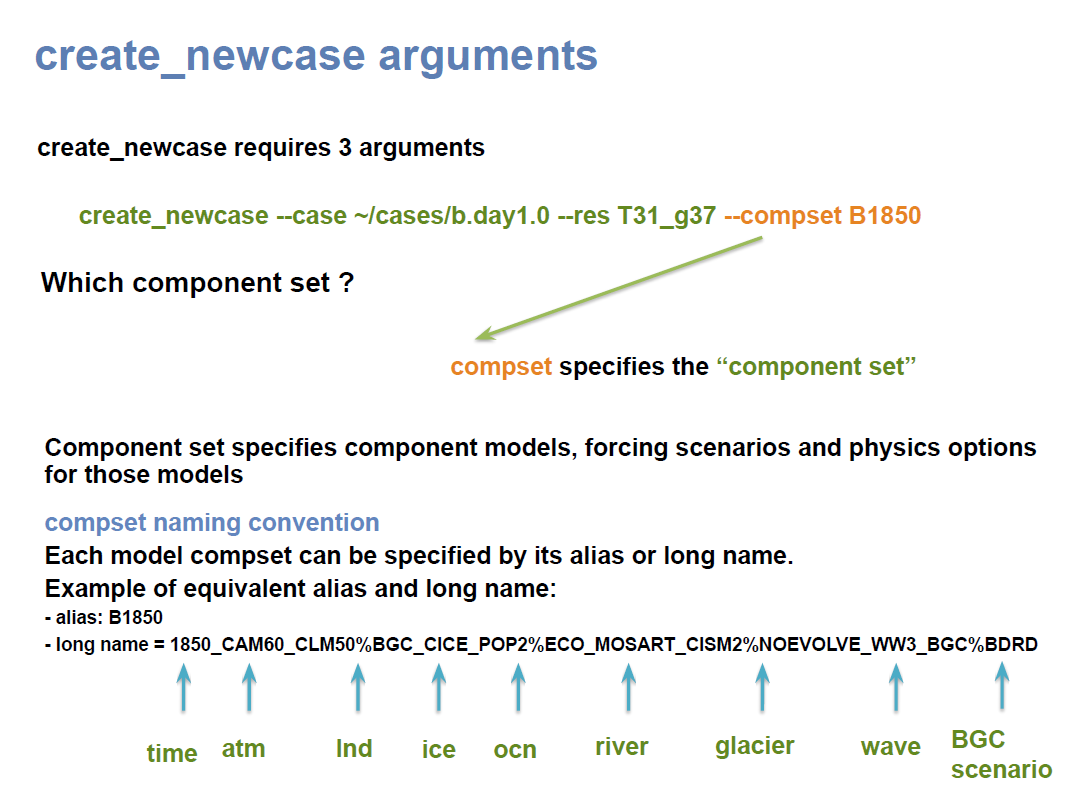 create_newcase arguments
create_newcase requires 3 arguments
create_newcase --case ~/cases/b.day1.0 --res T31_g37 --compset B1850
Which component set ?
compset specifies the “component set”
Component set specifies component models, forcing scenarios and physics options
for those models
compset naming convention
Each model compset can be specified by its alias or long name.
Example of equivalent alias and long name:
- alias: B1850
- long name = 1850_CAM60_CLM50%BGC_CICE_POP2%ECO_MOSART_CISM2%NOEVOLVE_WW3_BGC%BDRD
time atm lnd ice ocn river glacier wave BGC
scenario